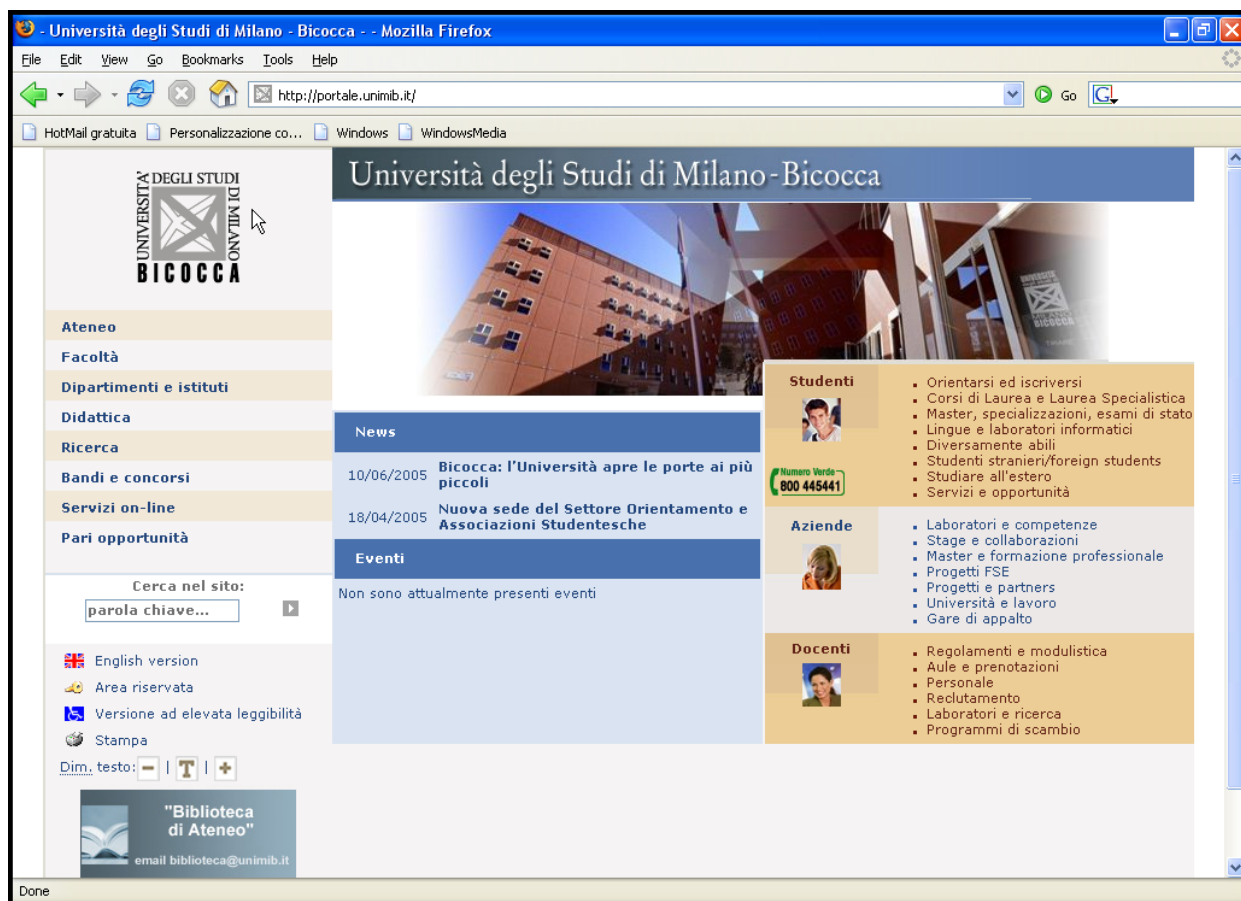 - Università degli Studi di Milano - Bicocca - - Mozilla Firefox
File Edit View Go Bookmarks Tools Help
http://portale.unimib.it/
Go
G
HotMail gratuita Personalizzazione co... Windows WindowsMedia
UNIVERSITA' DEGLI STUDI DI MILANO
BICOCCA
Università degli Studi di Milano-Bicocca
BICOCCA
Ateneo
Facoltà
Dipartimenti e istituti
Didattica
Ricerca
Bandi e concorsi
Servizi on-line
Pari opportunità
Cerca nel sito:
parola chiave...
English version
Area riservata
Versione ad elevata leggibilità
Stampa
Dim. testo: - | T | +
"Biblioteca
di Ateneo"
email biblioteca@unimib.it
News
10/06/2005 Bicocca: l'Università apre le porte ai più
piccoli
18/04/2005 Nuova sede del Settore Orientamento e
Associazioni Studentesche
Eventi
Non sono attualmente presenti eventi
Studenti
Numero Verde
800 445441
Orientarsi ed iscriversi
Corsi di Laurea e Laurea Specialistica
Master, specializzazioni, esami di stato
Lingue e laboratori informatici
Diversamente abili
Studenti stranieri/foreign students
Studiare all'estero
Servizi e opportunità
Aziende
Laboratori e competenze
Stage e collaborazioni
Master e formazione professionale
Progetti FSE
Progetti e partners
Università e lavoro
Gare di appalto
Docenti
Regolamenti e modulistica
Aule e prenotazioni
Personale
Reclutamento
Laboratori e ricerca
Programmi di scambio
Done